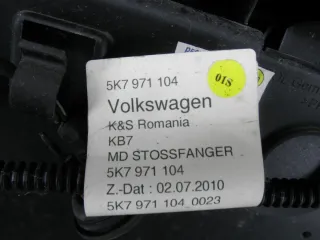 5K7 971 104
018
Volkswagen
K&S Romania
KB7
MD STOSSFANGER
5K7 971 104
Z.-Dat : 02.07.2010
5K7 971 104 0023